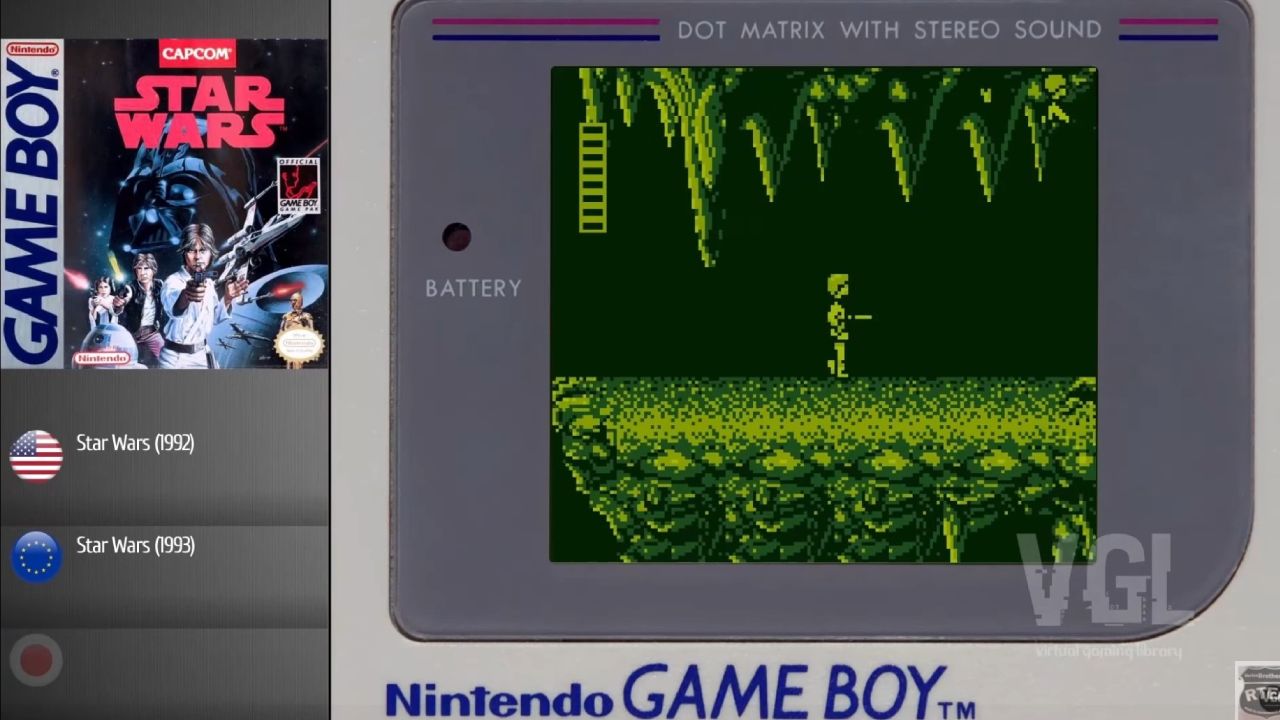 Nintendo
GAME BOY
CAPCOM
STAR WARS
OFFICIAL
GAME BOY
GAME PAK
Nintendo
Star Wars (1992)
Star Wars (1993)
DOT MATRIX WITH STEREO SOUND
BATTERY
VGL
virtual gaming library
Nintendo GAME BOY TM